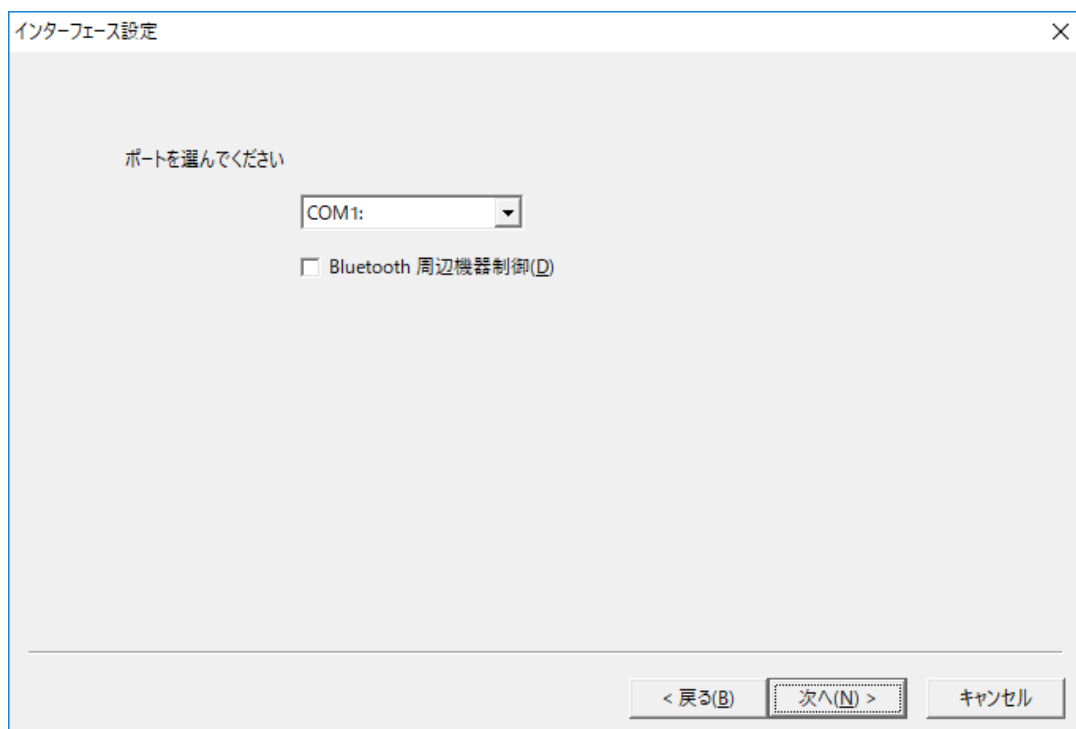 インターフェース設定
ポートを選んでください
COM1:
Bluetooth 周辺機器制御(D)
< 戻る(B)
次へ(N) >
キャンセル